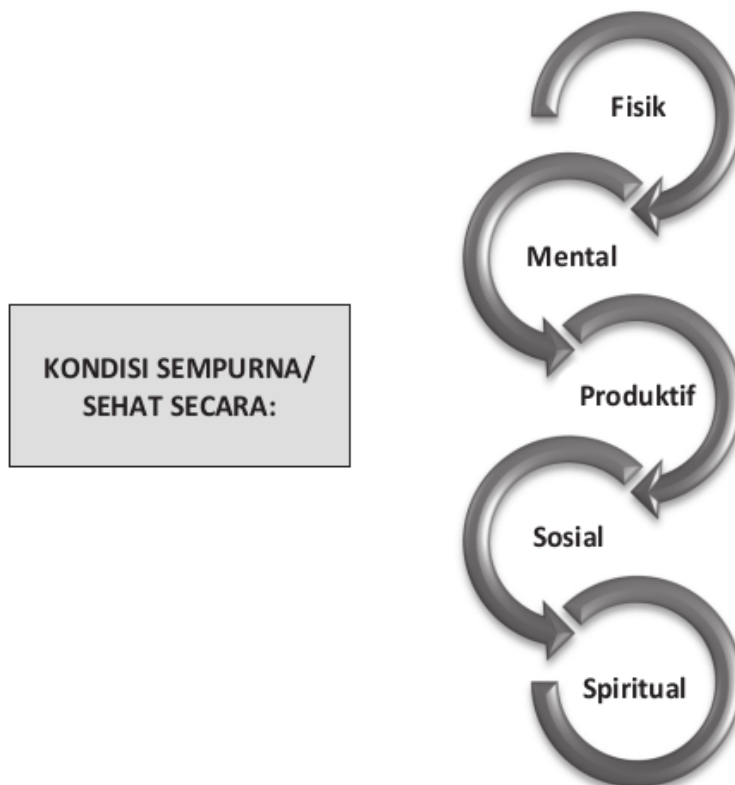 KONDISI SEMPURNA/
SEHAT SECARA:
Fisik
Mental
Produktif
Sosial
Spiritual